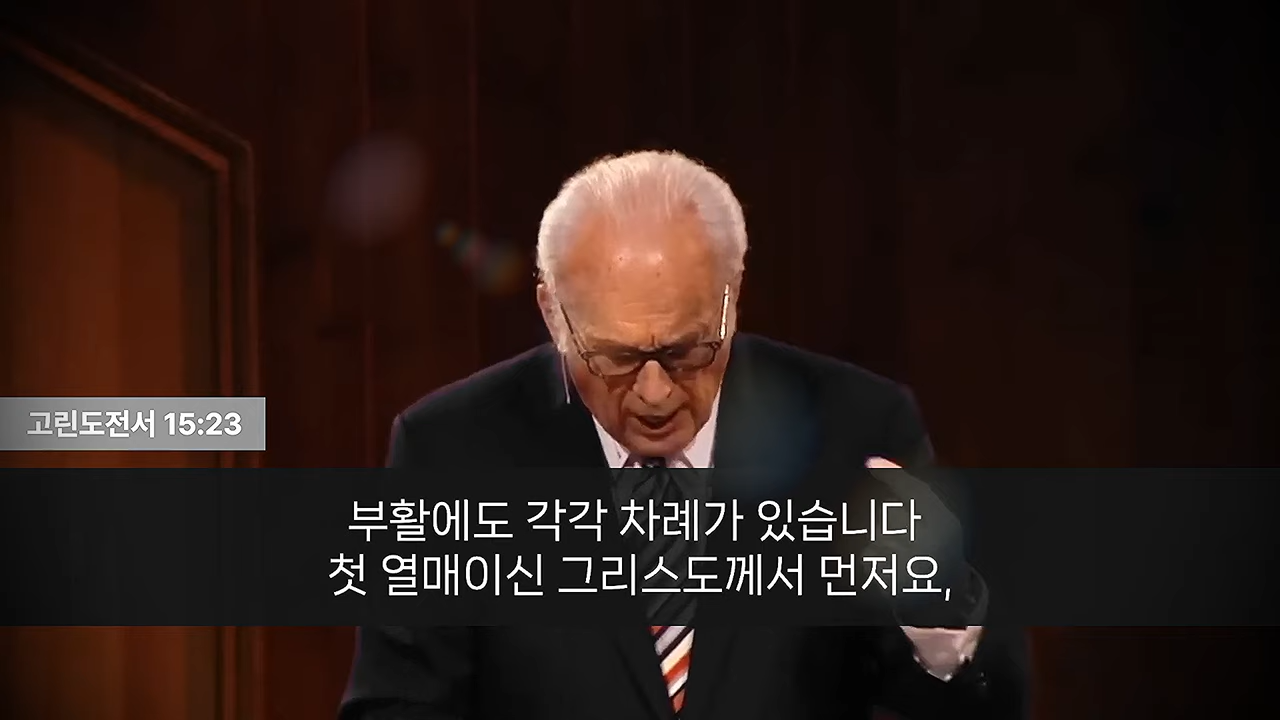 고린도전서 15:23
부활에도 각각 차례가 있습니다
첫 열매이신 그리스도께서 먼저요,